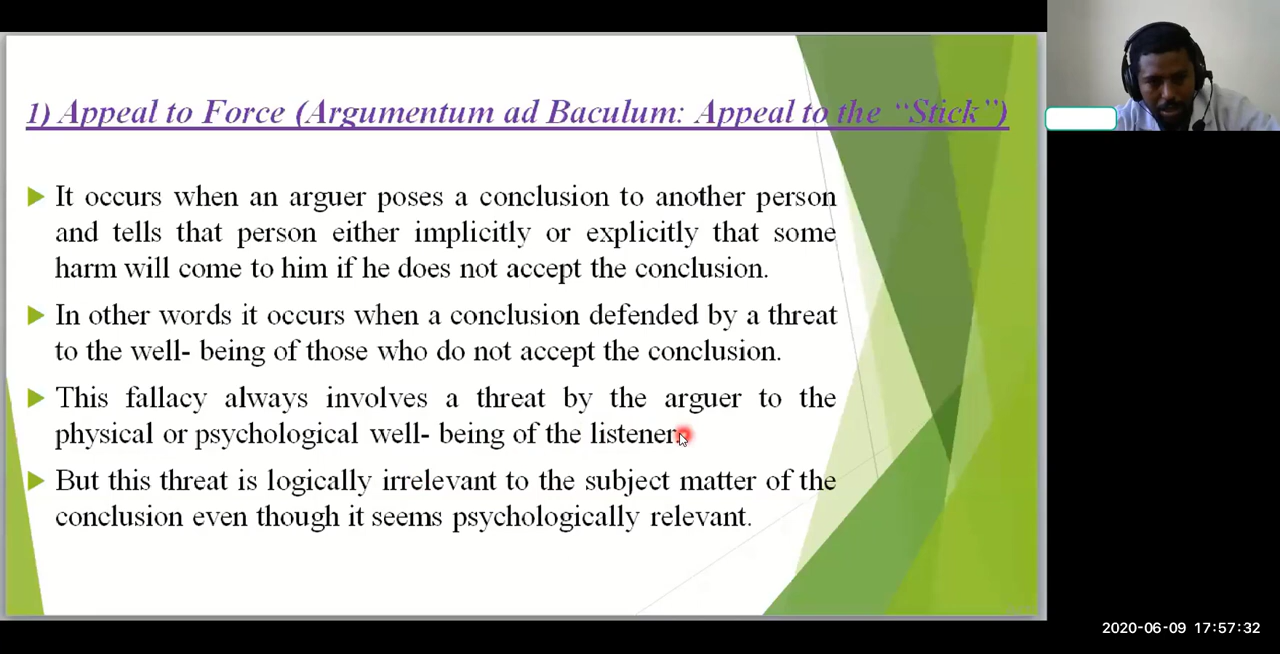 1) Appeal to Force (Argumentum ad Baculum: Appeal to the “Stick”)
It occurs when an arguer poses a conclusion to another person
and tells that person either implicitly or explicitly that some
harm will come to him if he does not accept the conclusion.
In other words it occurs when a conclusion defended by a threat
to the well- being of those who do not accept the conclusion.
This fallacy always involves a threat by the arguer to the
physical or psychological well- being of the listener
But this threat is logically irrelevant to the subject matter of the
conclusion even though it seems psychologically relevant.
2020-06-09 17:57:32